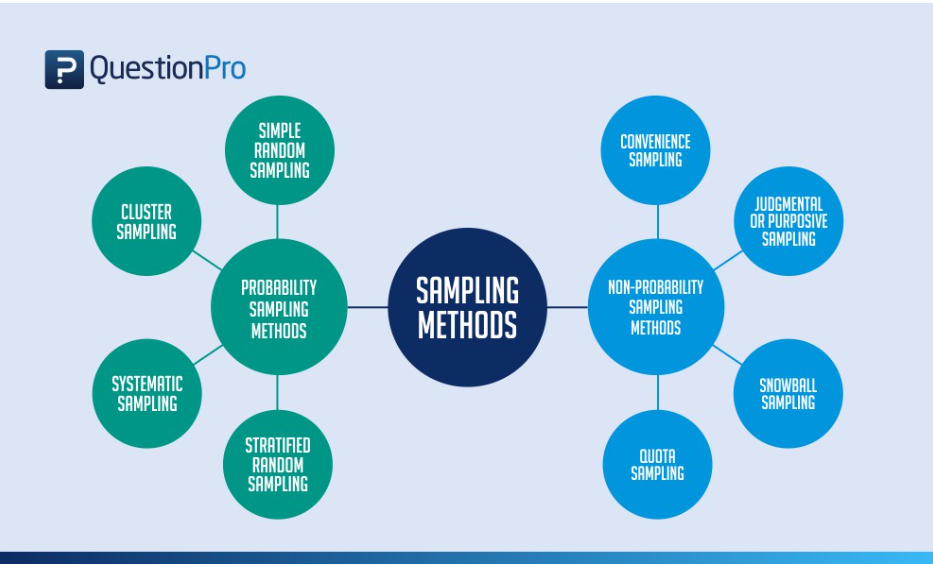 QuestionPro
SIMPLE
RANDOM
SAMPLING
CLUSTER
SAMPLING
PROBABILITY
SAMPLING
METHODS
SYSTEMATIC
SAMPLING
STRATIFIED
RANDOM
SAMPLING
SAMPLING
METHODS
CONVENIENCE
SAMPLING
JUDGMENTAL
OR PURPOSIVE
SAMPLING
NON-PROBABILITY
SAMPLING
METHODS
SNOWBALL
SAMPLING
QUOTA
SAMPLING